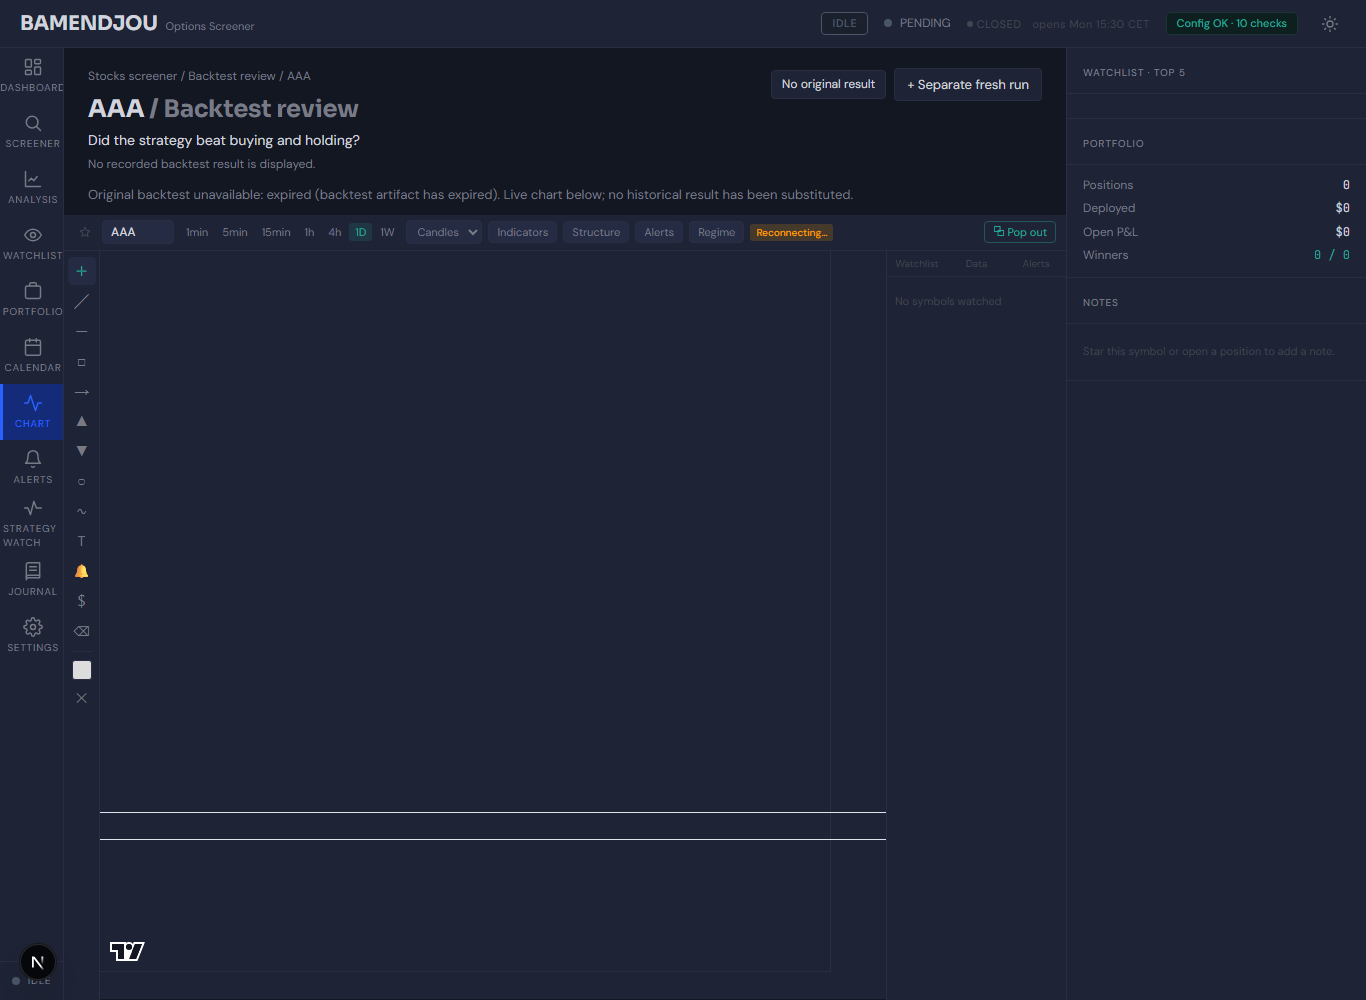 BAMENDJOU Options Screener
IDLE
PENDING
CLOSED opens Mon 15:30 CET
Config OK · 10 checks
DASHBOARD
SCREENER
ANALYSIS
WATCHLIST
PORTFOLIO
CALENDAR
CHART
ALERTS
STRATEGY
WATCH
JOURNAL
SETTINGS
N
IDLE
Stocks screener / Backtest review / AAA
AAA / Backtest review
Did the strategy beat buying and holding?
No recorded backtest result is displayed.
Original backtest unavailable: expired (backtest artifact has expired). Live chart below; no historical result has been substituted.
No original result
+ Separate fresh run
AAA 1min 5min 15min 1h 4h 1D 1W Candles Indicators Structure Alerts Regime Reconnecting… Pop out
T
$
Watchlist Data Alerts
No symbols watched
WATCHLIST · TOP 5
PORTFOLIO
Positions 0
Deployed $0
Open P&L $0
Winners 0 / 0
NOTES
Star this symbol or open a position to add a note.